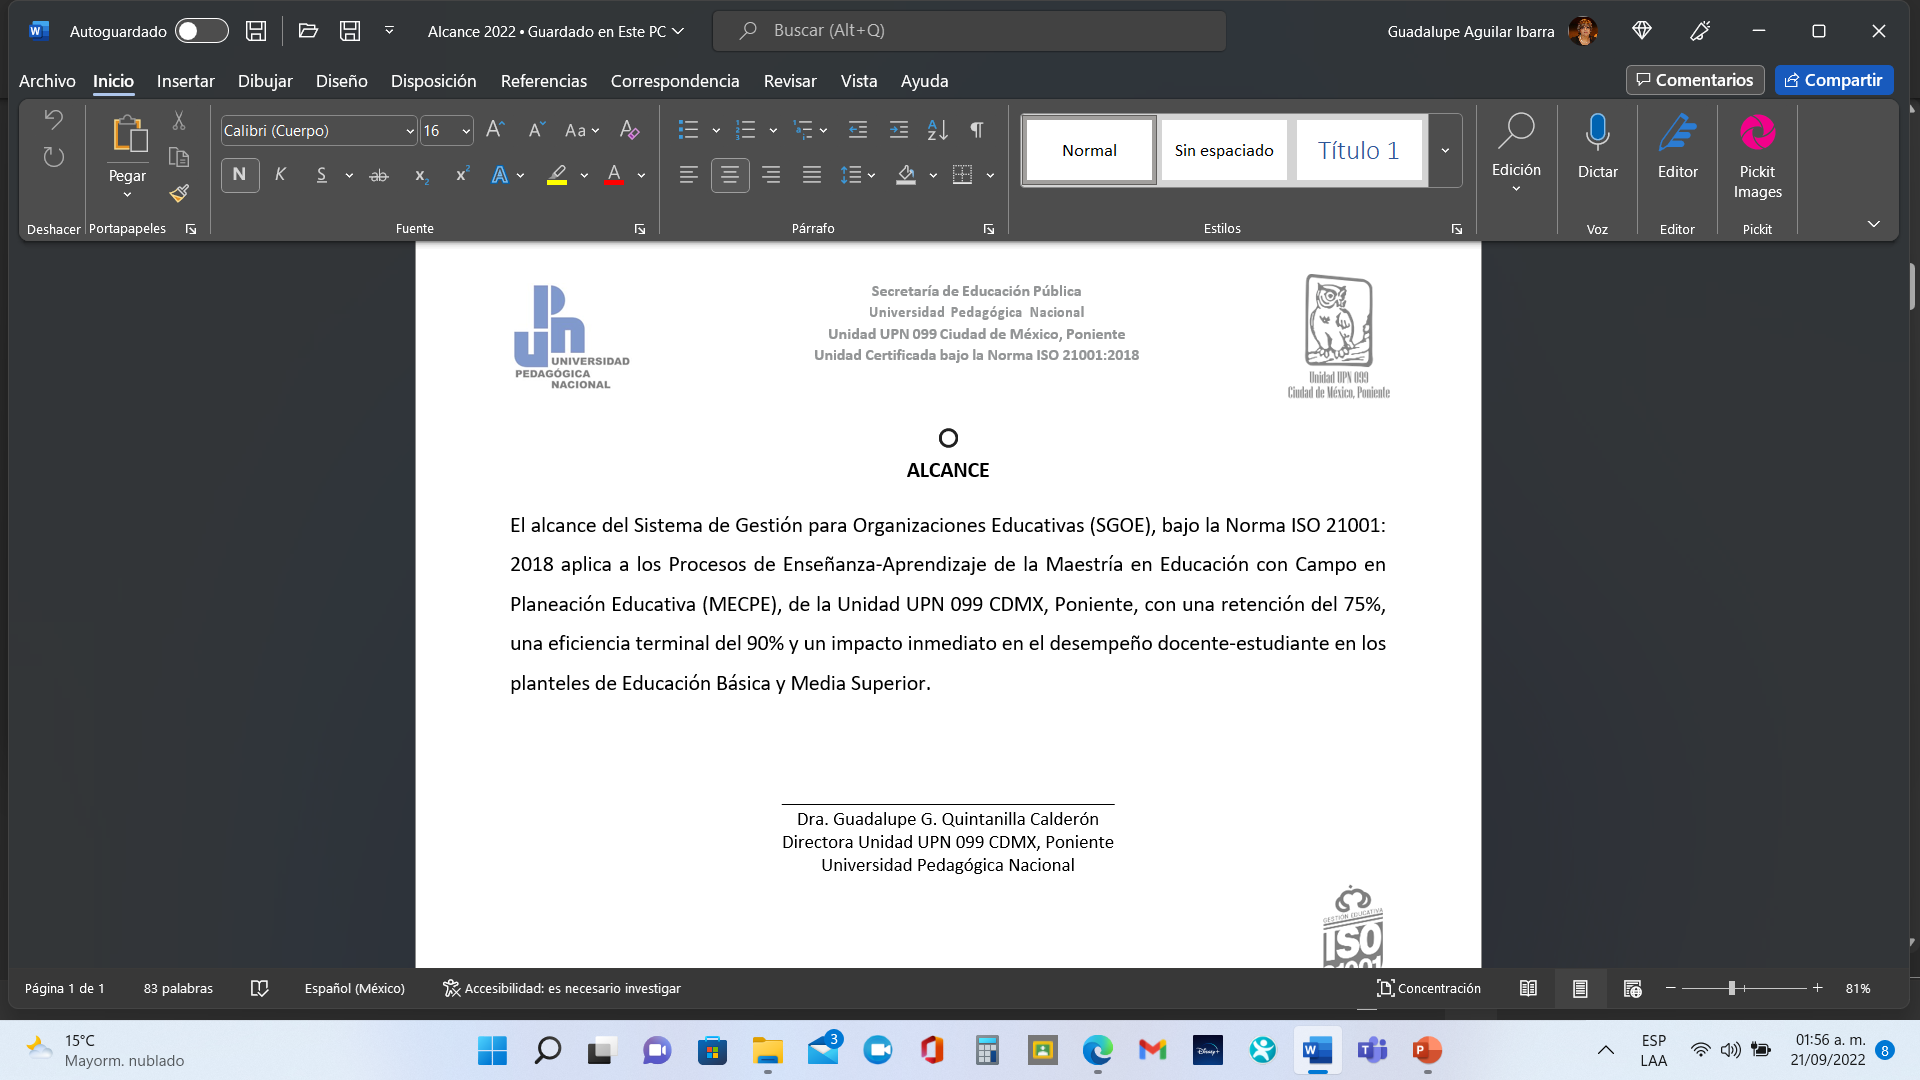 Autoguardado
Alcance 2022 • Guardado en Este PC
Buscar (Alt+Q)
Guadalupe Aguilar Ibarra
Archivo Inicio Insertar Dibujar Diseño Disposición Referencias Correspondencia Revisar Vista Ayuda
Comentarios Compartir
Calibri (Cuerpo) 16
Pegar
N K S
Normal Sin espaciado Título 1
Edición Dictar Editor Pickit Images
Deshacer Portapapeles Fuente Párrafo Estilos Voz Editor Pickit
Secretaría de Educación Pública
Universidad Pedagógica Nacional
Unidad UPN 099 Ciudad de México, Poniente
Unidad Certificada bajo la Norma ISO 21001:2018
UNIVERSIDAD
PEDAGÓGICA
NACIONAL
Unidad UPN 099
Ciudad de México, Poniente
ALCANCE
El alcance del Sistema de Gestión para Organizaciones Educativas (SGOE), bajo la Norma ISO 21001:
2018 aplica a los Procesos de Enseñanza-Aprendizaje de la Maestría en Educación con Campo en
Planeación Educativa (MECPE), de la Unidad UPN 099 CDMX, Poniente, con una retención del 75%,
una eficiencia terminal del 90% y un impacto inmediato en el desempeño docente-estudiante en los
planteles de Educación Básica y Media Superior.
Dra. Guadalupe G. Quintanilla Calderón
Directora Unidad UPN 099 CDMX, Poniente
Universidad Pedagógica Nacional
GESTIÓN EDUCATIVA
ISO
21001
Página 1 de 1
83 palabras
Español (México)
Accesibilidad: es necesario investigar
Concentración
81%
15°C
Mayorm. nublado
3
ESP
LAA
01:56 a. m.
21/09/2022
8